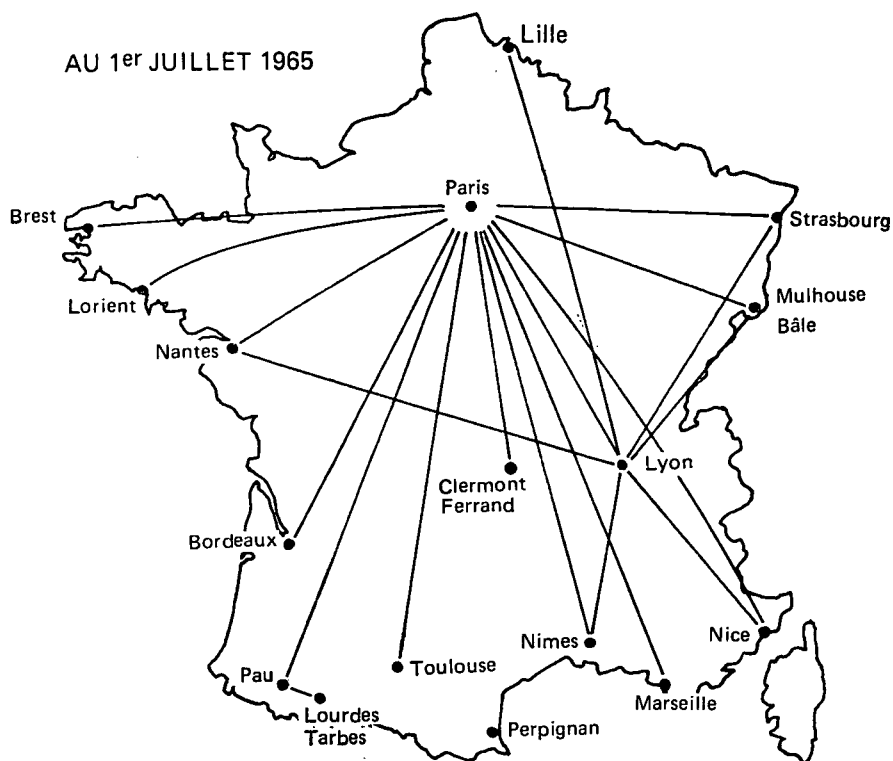 Lille
AU 1er JUILLET 1965
Paris
Brest
Strasbourg
Lorient
Mulhouse
Bâle
Nantes
Lyon
Clermont
Ferrand
Bordeaux
Nimes
Nice
Pau
Toulouse
Lourdes
Tarbes
Marseille
Perpignan